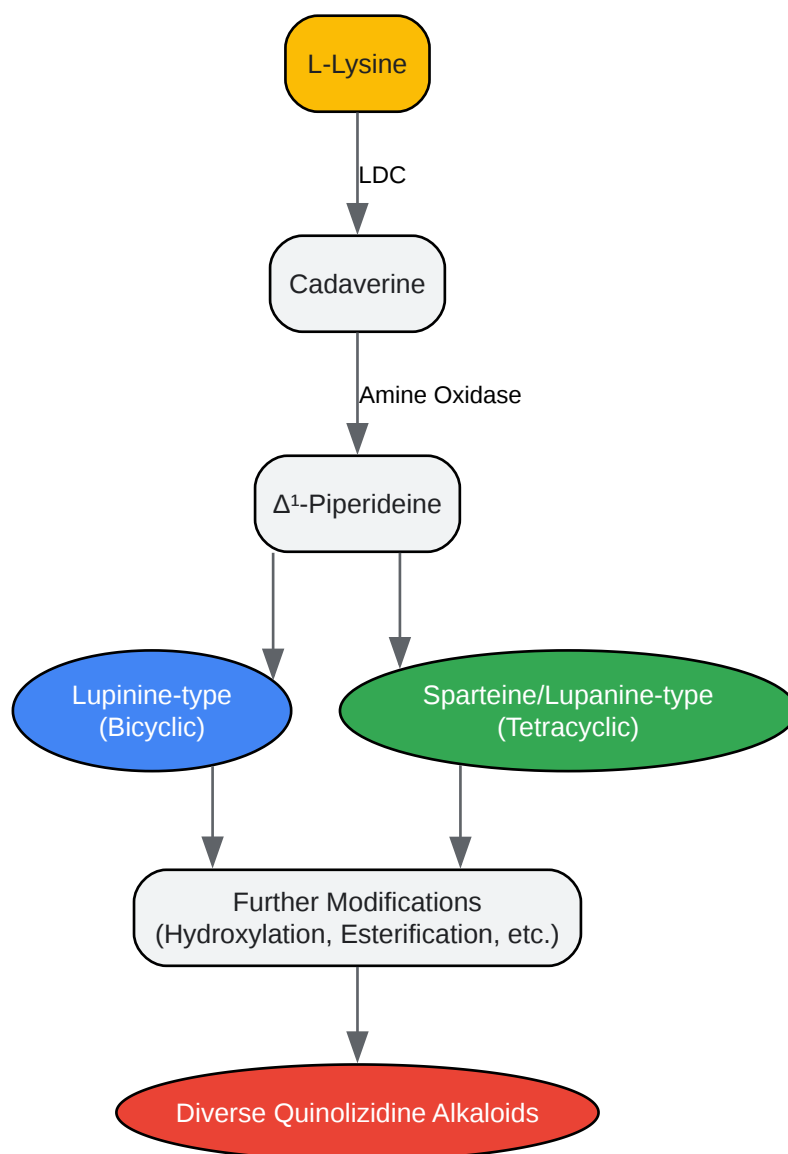 L-Lysine
LDC
Cadaverine
Amine Oxidase
Δ¹-Piperideine
Lupinine-type
(Bicyclic)
Sparteine/Lupanine-type
(Tetracyclic)
Further Modifications
(Hydroxylation, Esterification, etc.)
Diverse Quinolizidine Alkaloids